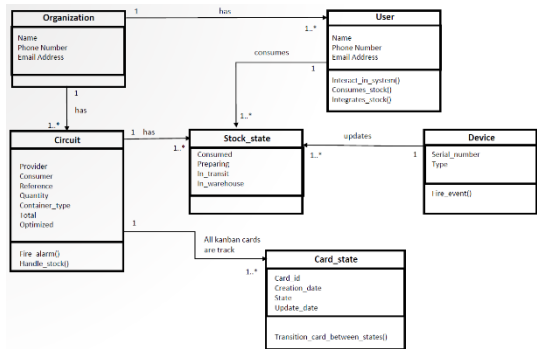 Organization
Name
Phone Number
Email Address
1
has
1..*
User
Name
Phone Number
Email Address
Interact_in_system()
Consumes_stock()
Integrates_stock()
consumes
1
1..*
1
has
1..*
Circuit
Provider
Consumer
Reference
Quantity
Container_type
Total
Optimized
Fire_alarm()
Handle_stock()
1 has
1..*
Stock_state
Consumed
Preparing
In_transit
In_warehouse
updates
1..*
1
Device
Serial_number
Type
Fire_event()
1
All kanban cards
are track
1..*
Card_state
Card_id
Creation_date
State
Update_date
Transition_card_between_states()